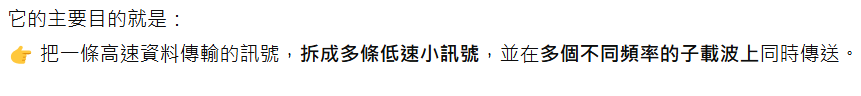 它的主要目的就是：
👉 把一條高速資料傳輸的訊號，拆成多條低速小訊號，並在多個不同頻率的子載波上同時傳送。